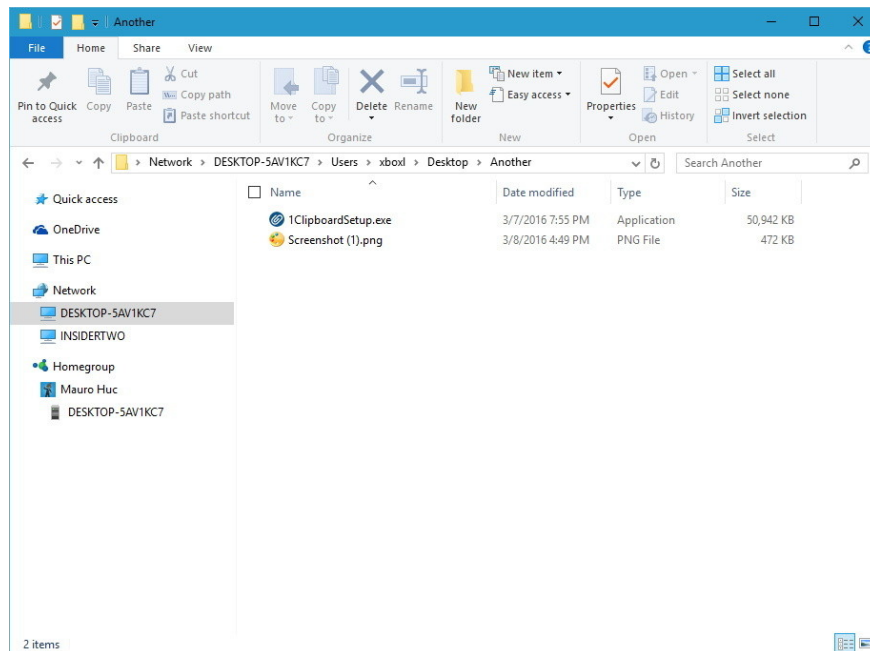 Another
File Home Share View
Pin to Quick access
Copy
Paste
Cut
Copy path
Paste shortcut
Clipboard
Move to
Copy to
Delete
Rename
Organize
New folder
New item
Easy access
New
Properties
Open
Edit
History
Open
Select all
Select none
Invert selection
Select
Network > DESKTOP-5AV1KC7 > Users > xboxl > Desktop > Another
Search Another
Quick access
OneDrive
This PC
Network
DESKTOP-5AV1KC7
INSIDERTWO
Homegroup
Mauro Huc
DESKTOP-5AV1KC7
Name Date modified Type Size
1ClipboardSetup.exe 3/7/2016 7:55 PM Application 50,942 KB
Screenshot (1).png 3/8/2016 4:49 PM PNG File 472 KB
2 items